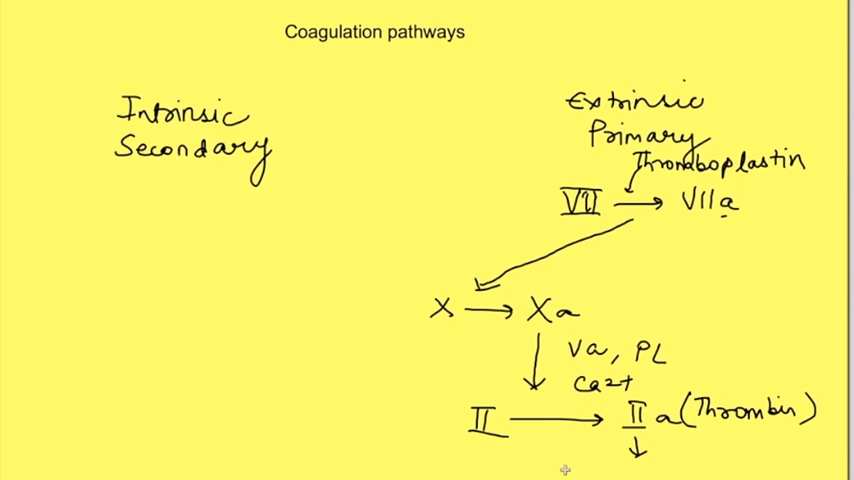 Coagulation pathways
Intrinsic
Secondary
Extrinsic
Primary
Thromboplastin
VII → VIIa
X → Xa
Va, PL
Ca2+
II → IIa (Thrombin)